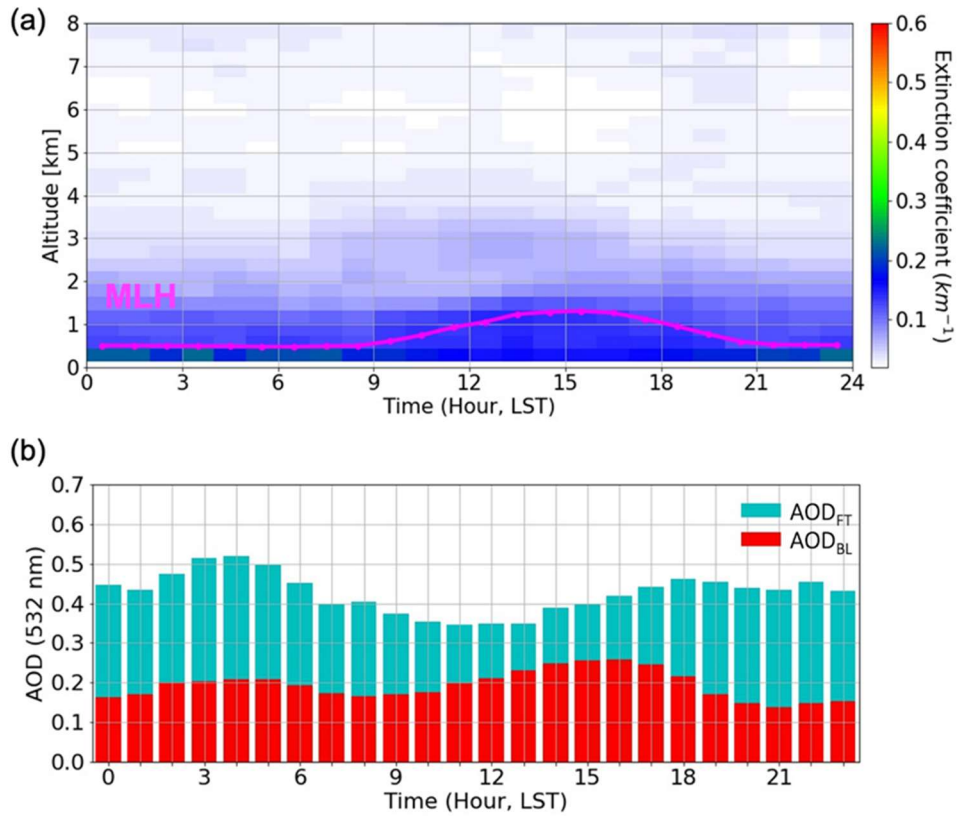 (a)
8
7
6
5
4
3
2
1
0
Altitude [km]
MLH
0 3 6 9 12 15 18 21 24
Time (Hour, LST)
0.6
0.5
0.4
0.3
0.2
0.1
Extinction coefficient (km⁻¹)
(b)
0.7
0.6
0.5
0.4
0.3
0.2
0.1
0.0
AOD (532 nm)
AOD_FT
AOD_BL
0 3 6 9 12 15 18 21
Time (Hour, LST)